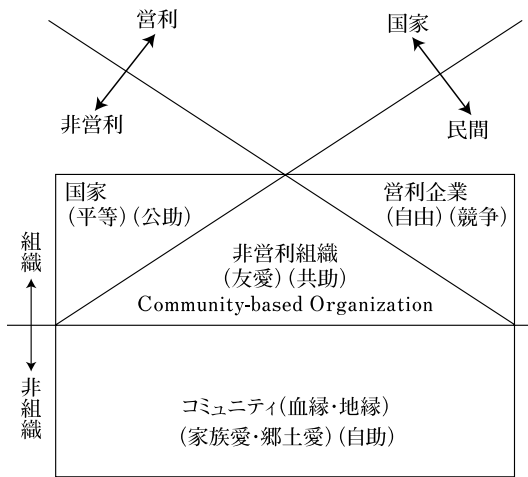 営利
国家
非営利
民間
国家
(平等)(公助)
営利企業
(自由)(競争)
非営利組織
(友愛)(共助)
Community-based Organization
組織
非組織
コミュニティ(血縁・地縁)
(家族愛・郷土愛)(自助)